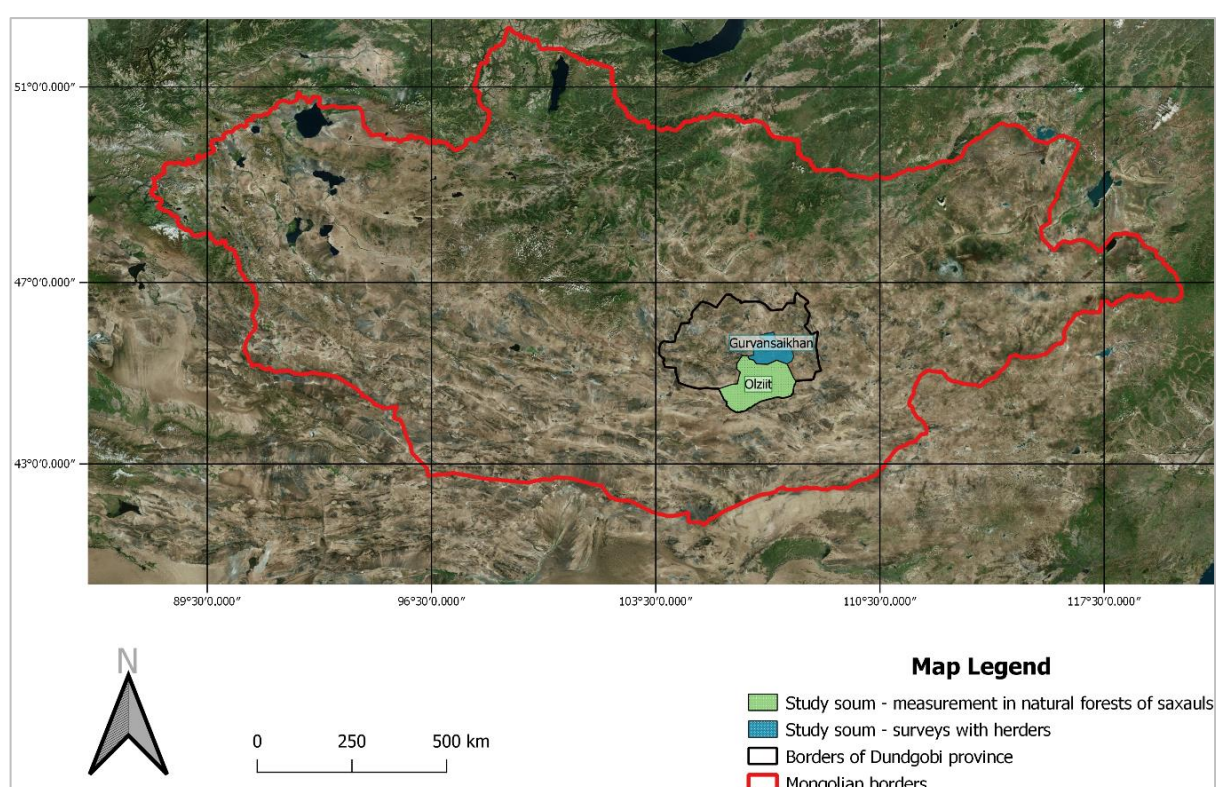 51°0'0.000"
47°0'0.000"
43°0'0.000"
Gurvansaikhan
Olziit
89°30'0.000"
96°30'0.000"
103°30'0.000"
110°30'0.000"
117°30'0.000"
N
0
250
500 km
Map Legend
Study soum - measurement in natural forests of saxauls
Study soum - surveys with herders
Borders of Dundgobi province
Mongolian borders